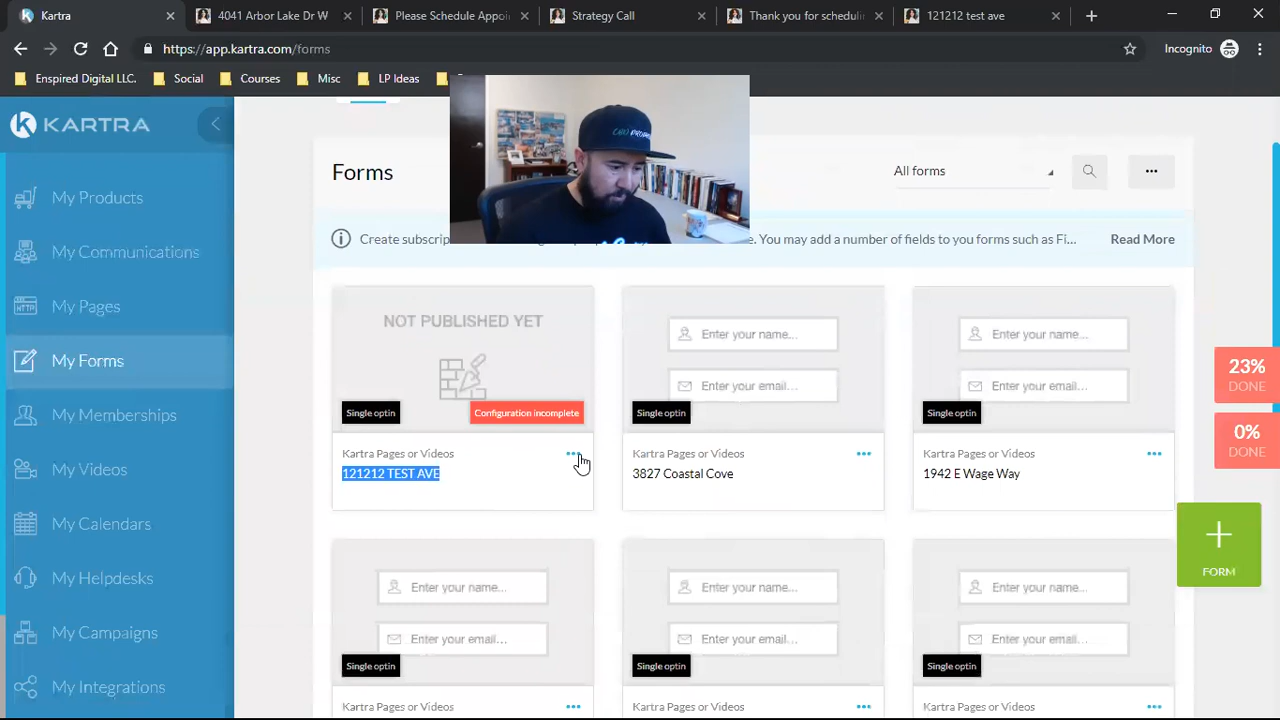 Kartra
4041 Arbor Lake Dr W
Please Schedule Appoi
Strategy Call
Thank you for schedulin
121212 test ave
https://app.kartra.com/forms
Incognito
Enspired Digital LLC.
Social
Courses
Misc
LP Ideas
KARTRA
My Products
My Communications
My Pages
My Forms
My Memberships
My Videos
My Calendars
My Helpdesks
My Campaigns
My Integrations
Forms
All forms
Create subscrip
e. You may add a number of fields to you forms such as Fi...
Read More
NOT PUBLISHED YET
Single optin
Configuration incomplete
Kartra Pages or Videos
121212 TEST AVE
Enter your name...
Enter your email...
Single optin
Kartra Pages or Videos
3827 Coastal Cove
Enter your name...
Enter your email...
Single optin
Kartra Pages or Videos
1942 E Wage Way
Enter your name...
Enter your email...
Single optin
Kartra Pages or Videos
Enter your name...
Enter your email...
Single optin
Kartra Pages or Videos
Enter your name...
Enter your email...
Single optin
Kartra Pages or Videos
23%
DONE
0%
DONE
FORM